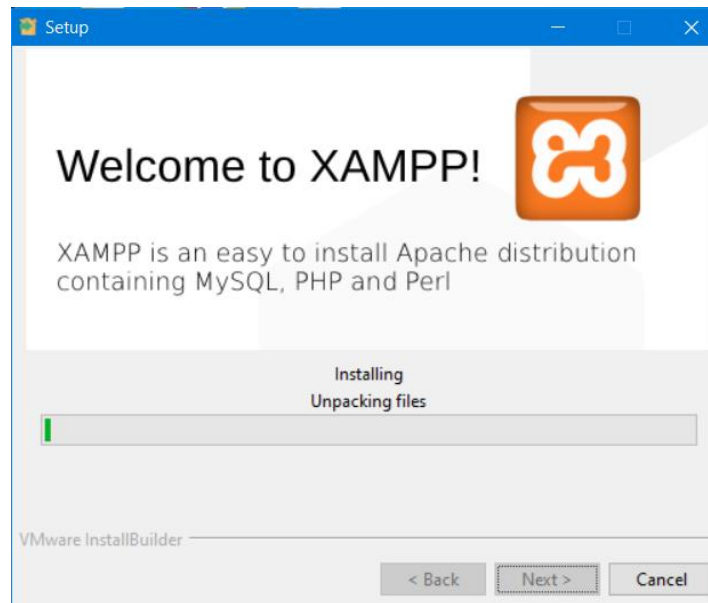 Setup
Welcome to XAMPP!
XAMPP is an easy to install Apache distribution
containing MySQL, PHP and Perl
Installing
Unpacking files
VMware InstallBuilder
< Back
Next >
Cancel